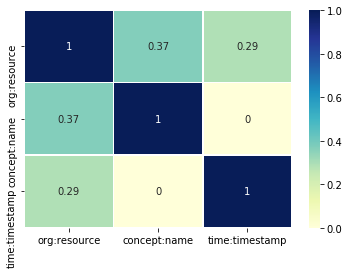 org:resource
concept:name
time:timestamp
1
0.37
0.29
0.37
1
0
0.29
0
1
org:resource
concept:name
time:timestamp
1.0
0.8
0.6
0.4
0.2
0.0